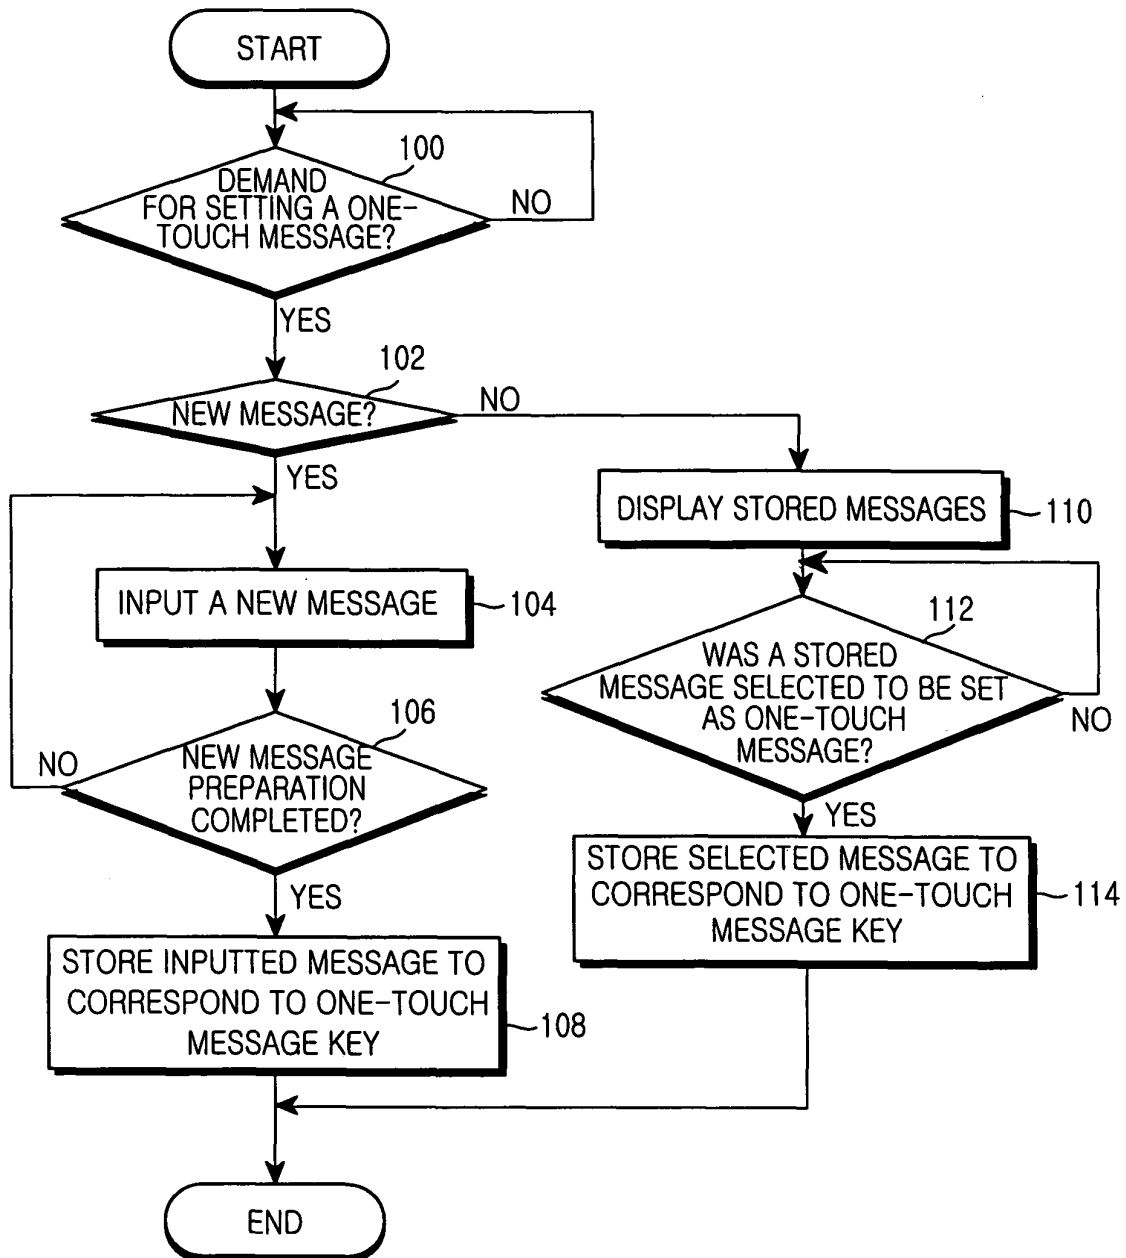 START
100
DEMAND
FOR SETTING A ONE-
TOUCH MESSAGE?
NO
YES
102
NEW MESSAGE?
NO
YES
DISPLAY STORED MESSAGES
110
INPUT A NEW MESSAGE
104
112
WAS A STORED
MESSAGE SELECTED TO BE SET
AS ONE-TOUCH
MESSAGE?
NO
106
NEW MESSAGE
PREPARATION
COMPLETED?
NO
YES
YES
STORE SELECTED MESSAGE TO
CORRESPOND TO ONE-TOUCH
MESSAGE KEY
114
STORE INPUTTED MESSAGE TO
CORRESPOND TO ONE-TOUCH
MESSAGE KEY
108
END